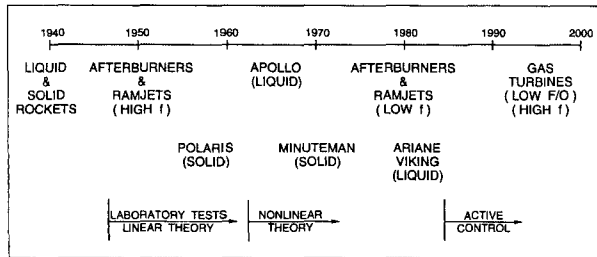 1940 1950 1960 1970 1980 1990 2000
LIQUID AFTERBURNERS APOLLO AFTERBURNERS GAS
& & (LIQUID) & TURBINES
SOLID RAMJETS RAMJETS (LOW F/O)
ROCKETS (HIGH f) (LOW f) (HIGH f)
POLARIS MINUTEMAN ARIANE
(SOLID) (SOLID) VIKING
(LIQUID)
LABORATORY TESTS NONLINEAR ACTIVE
LINEAR THEORY THEORY CONTROL